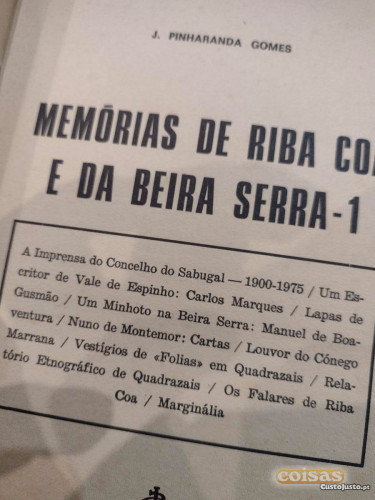 J. PINHARANDA GOMES
MEMÓRIAS DE RIBA COA
E DA BEIRA SERRA-1
A Imprensa do Concelho do Sabugal — 1900-1975 / Um Es-
critor de Vale de Espinho: Carlos Marques / Lapas de
Gusmão / Um Minhoto na Beira Serra: Manuel de Boa-
ventura / Nuno de Montemor: Cartas / Louvor do Cónego
Marrana / Vestígios de «Folias» em Quadrazais / Rela-
tório Etnográfico de Quadrazais / Os Falares de Riba
Coa / Marginália
coisas
CustoJusto.pt